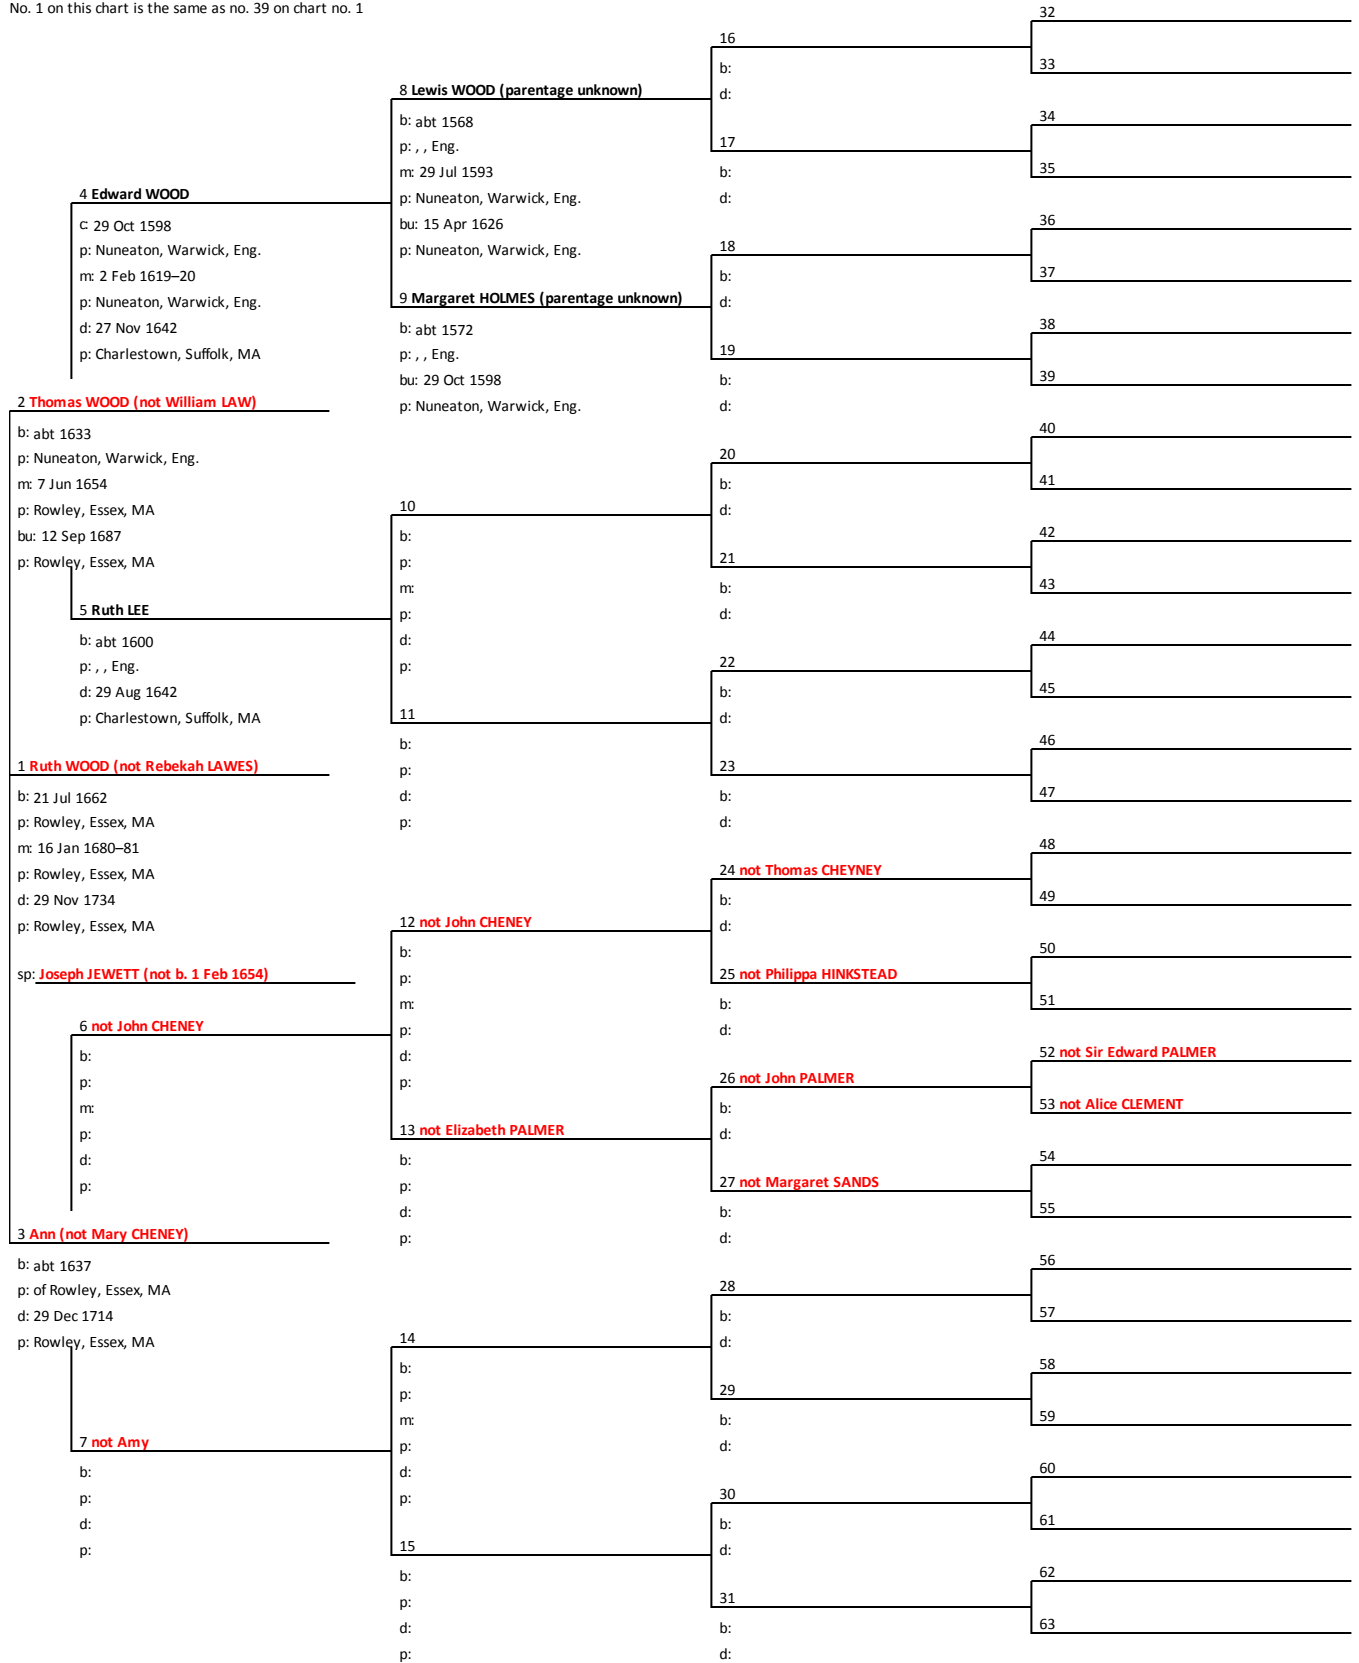 No. 1 on this chart is the same as no. 39 on chart no. 1
1 Ruth WOOD (not Rebekah LAWES)
b: 21 Jul 1662
p: Rowley, Essex, MA
m: 16 Jan 1680–81
p: Rowley, Essex, MA
d: 29 Nov 1734
p: Rowley, Essex, MA
sp: Joseph JEWETT (not b. 1 Feb 1654)
2 Thomas WOOD (not William LAW)
b: abt 1633
p: Nuneaton, Warwick, Eng.
m: 7 Jun 1654
p: Rowley, Essex, MA
bu: 12 Sep 1687
p: Rowley, Essex, MA
3 Ann (not Mary CHENEY)
b: abt 1637
p: of Rowley, Essex, MA
d: 29 Dec 1714
p: Rowley, Essex, MA
4 Edward WOOD
c: 29 Oct 1598
p: Nuneaton, Warwick, Eng.
m: 2 Feb 1619–20
p: Nuneaton, Warwick, Eng.
d: 27 Nov 1642
p: Charlestown, Suffolk, MA
5 Ruth LEE
b: abt 1600
p: , , Eng.
d: 29 Aug 1642
p: Charlestown, Suffolk, MA
6 not John CHENEY
b:
p:
m:
p:
d:
p:
7 not Amy
b:
p:
d:
p:
8 Lewis WOOD (parentage unknown)
b: abt 1568
p: , , Eng.
m: 29 Jul 1593
p: Nuneaton, Warwick, Eng.
bu: 15 Apr 1626
p: Nuneaton, Warwick, Eng.
9 Margaret HOLMES (parentage unknown)
b: abt 1572
p: , , Eng.
bu: 29 Oct 1598
p: Nuneaton, Warwick, Eng.
10
b:
p:
m:
p:
d:
p:
11
b:
p:
d:
p:
12 not John CHENEY
b:
p:
m:
p:
d:
p:
13 not Elizabeth PALMER
b:
p:
d:
p:
14
b:
p:
m:
p:
d:
p:
15
b:
p:
d:
p:
16
b:
d:
17
b:
d:
18
b:
d:
19
b:
d:
20
b:
d:
21
b:
d:
22
b:
d:
23
b:
d:
24 not Thomas CHEYNEY
b:
d:
25 not Philippa HINKSTEAD
b:
d:
26 not John PALMER
b:
d:
27 not Margaret SANDS
b:
d:
28
b:
d:
29
b:
d:
30
b:
d:
31
b:
d:
32
33
34
35
36
37
38
39
40
41
42
43
44
45
46
47
48
49
50
51
52 not Sir Edward PALMER
53 not Alice CLEMENT
54
55
56
57
58
59
60
61
62
63